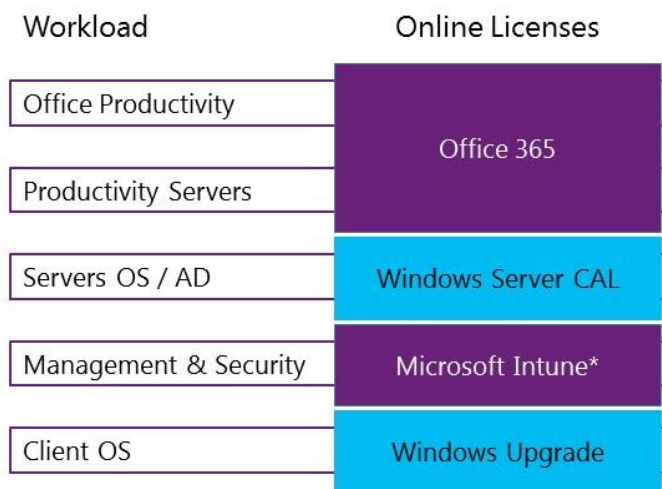 Workload
Online Licenses
Office Productivity
Office 365
Productivity Servers
Servers OS / AD
Windows Server CAL
Management & Security
Microsoft Intune*
Client OS
Windows Upgrade